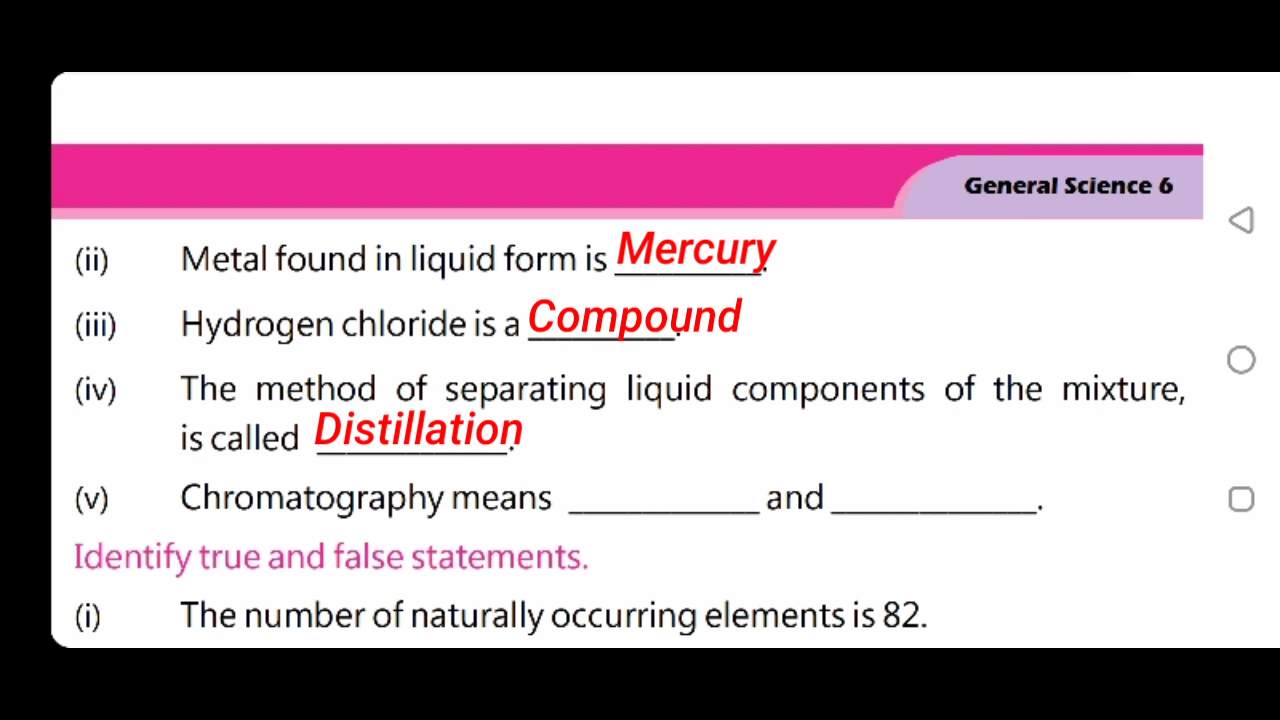 General Science 6
(ii) Metal found in liquid form is Mercury.
(iii) Hydrogen chloride is a Compound.
(iv) The method of separating liquid components of the mixture,
is called Distillation.
(v) Chromatography means _____________ and ______________.
Identify true and false statements.
(i) The number of naturally occurring elements is 82.